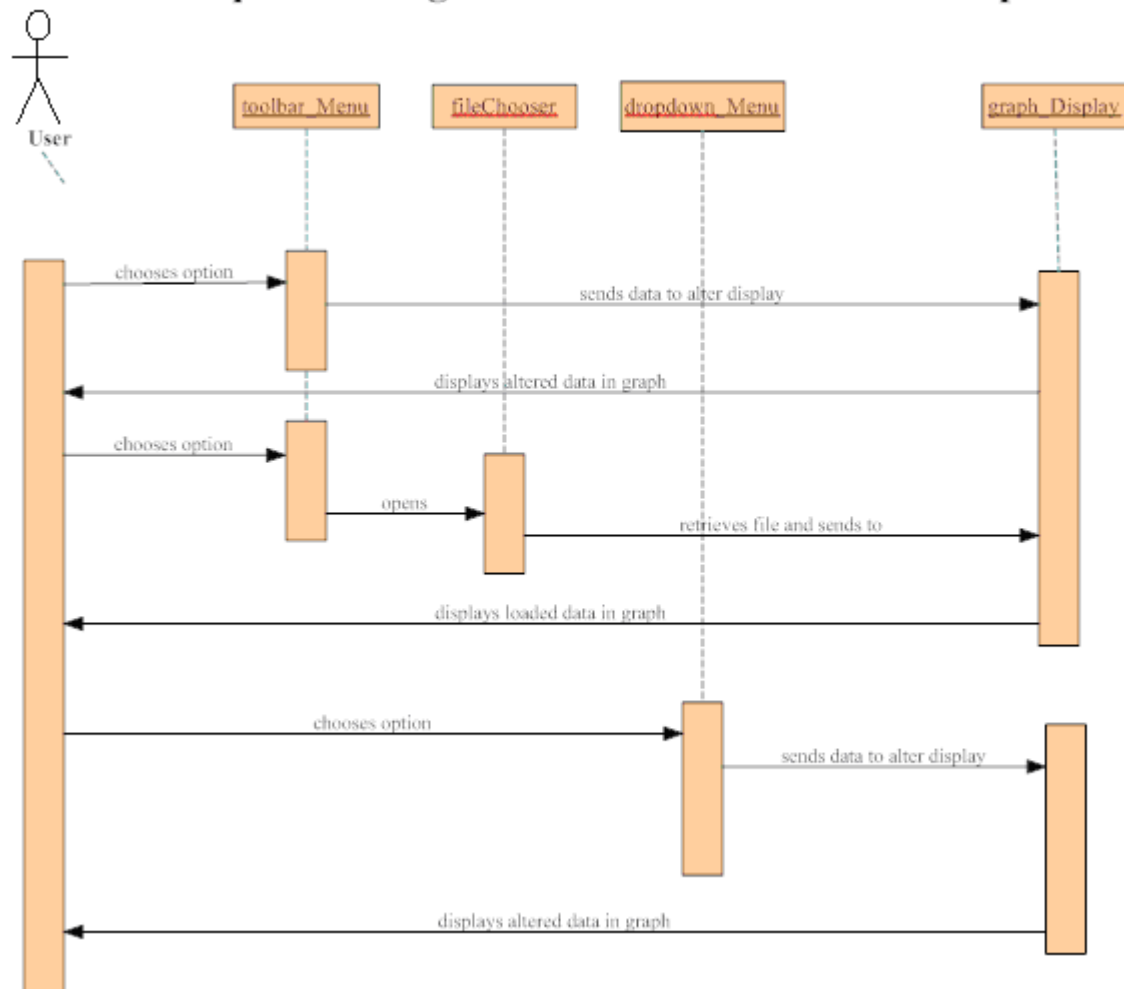 toolbar_Menu
fileChooser
dropdown_Menu
graph_Display
User
chooses option
sends data to alter display
displays altered data in graph
chooses option
opens
retrieves file and sends to
displays loaded data in graph
chooses option
sends data to alter display
displays altered data in graph